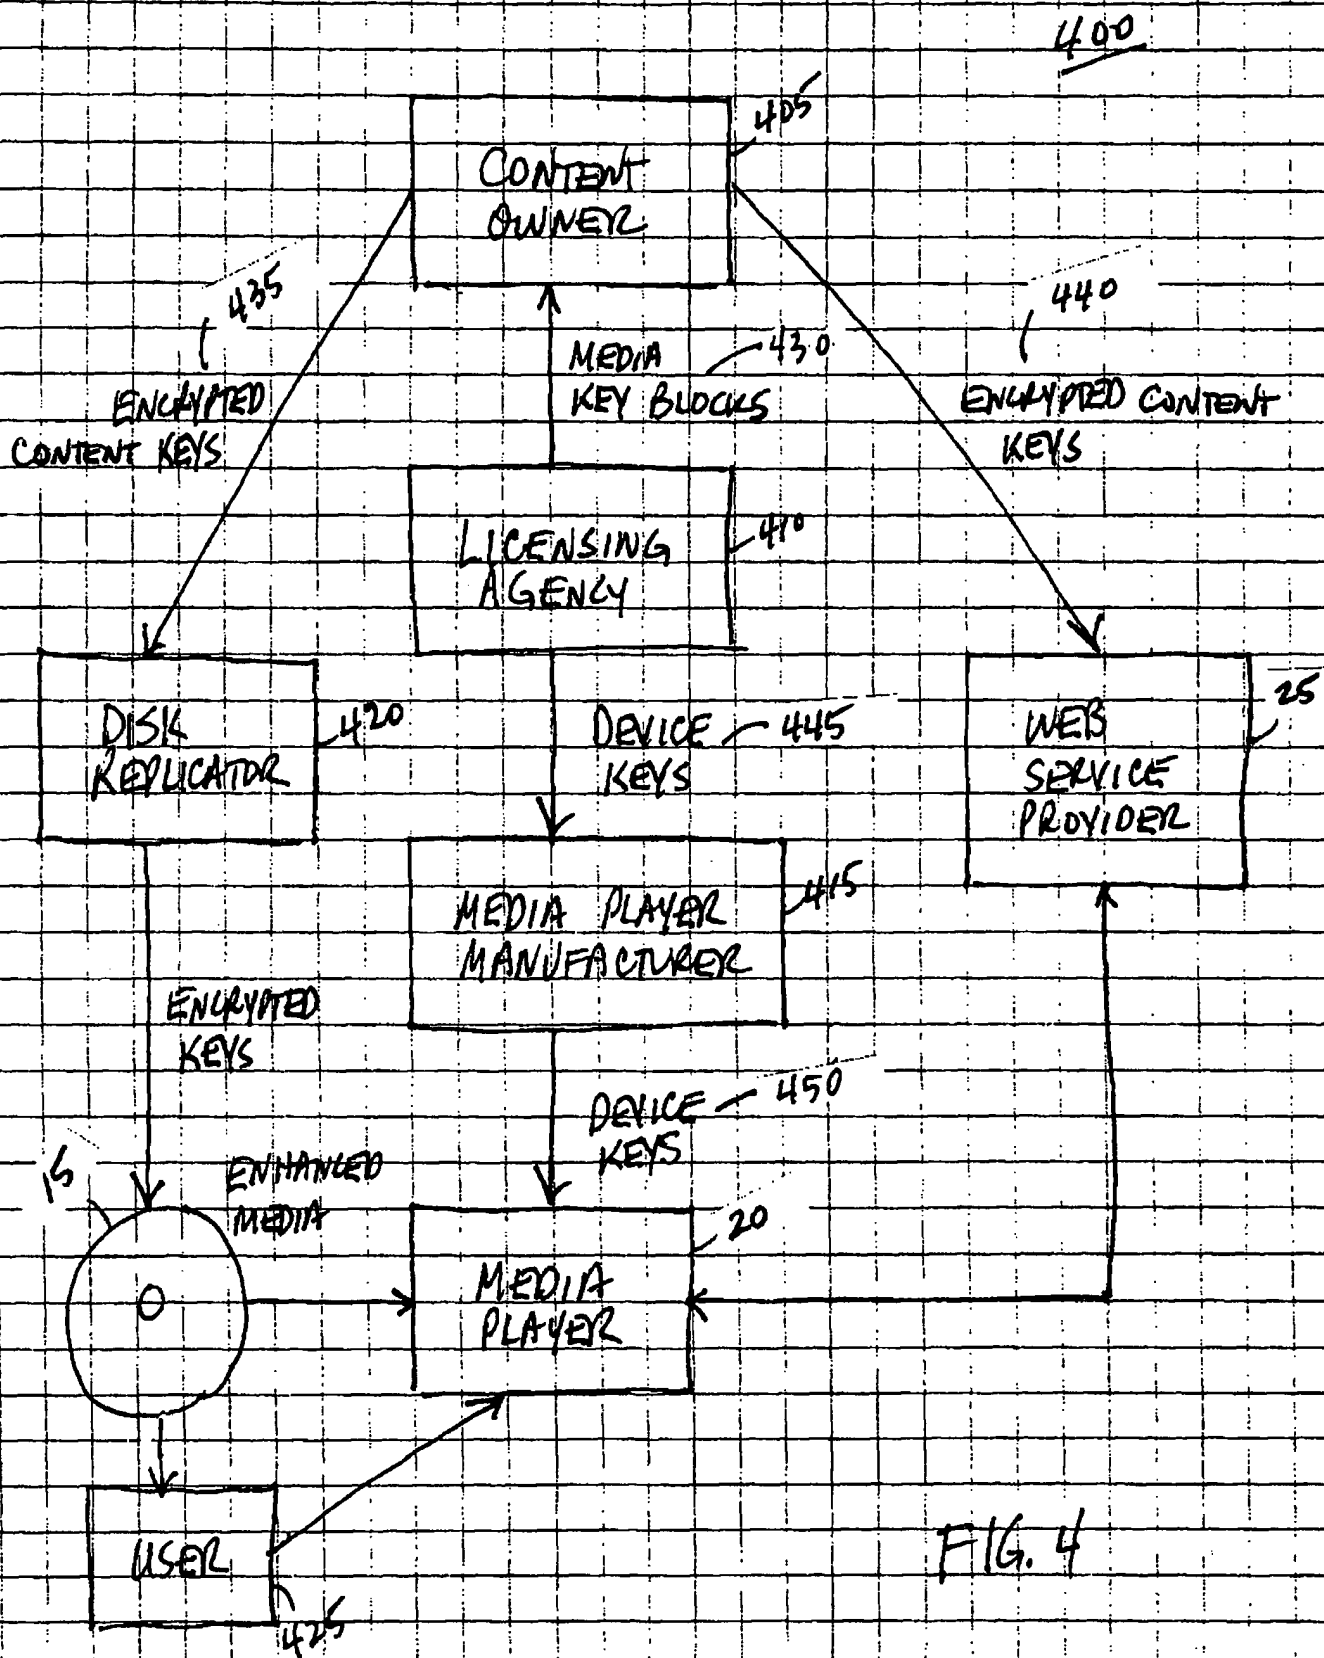 400
405
CONTENT
OWNER
435
440
MEDIA
KEY BLOCKS
430
ENCRYPTED
CONTENT KEYS
ENCRYPTED CONTENT
KEYS
LICENSING
AGENCY
410
DISK
REPLICATOR
420
DEVICE
KEYS
445
WEB
SERVICE
PROVIDER
25
MEDIA PLAYER
MANUFACTURER
415
ENCRYPTED
KEYS
DEVICE
KEYS
450
15
ENHANCED
MEDIA
20
MEDIA
PLAYER
USER
425
FIG. 4